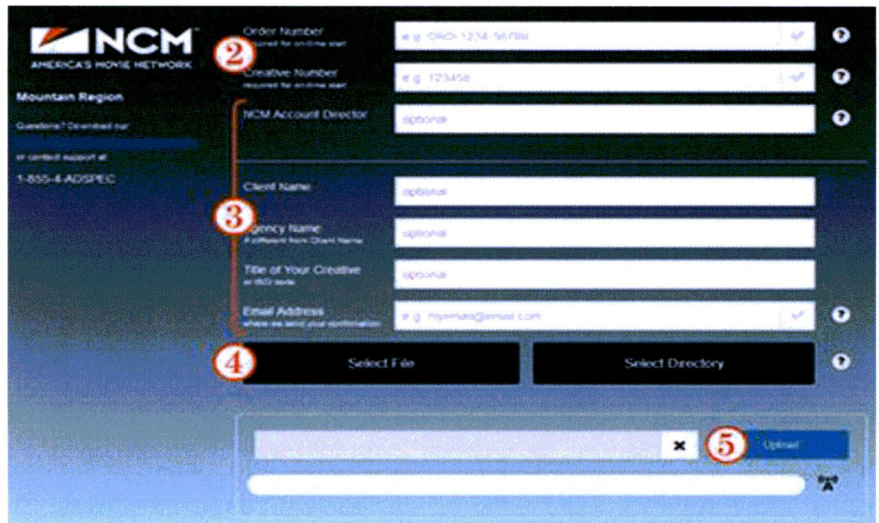 NCM
AMERICA'S MOVIE NETWORK
Mountain Region
Questions? Download our
or contact support at
1-855-4-ADSPEC
2
Order Number
required for on-time start
e.g. ORD-1234-56789
?
Creative Number
required for on-time start
e.g. 123456
?
3
NCM Account Director
optional
?
Client Name
optional
Agency Name
if different from Client Name
optional
Title of Your Creative
or ISCI code
optional
Email Address
where we send your confirmation
e.g. myemail@email.com
?
4
Select File
Select Directory
?
5
Upload